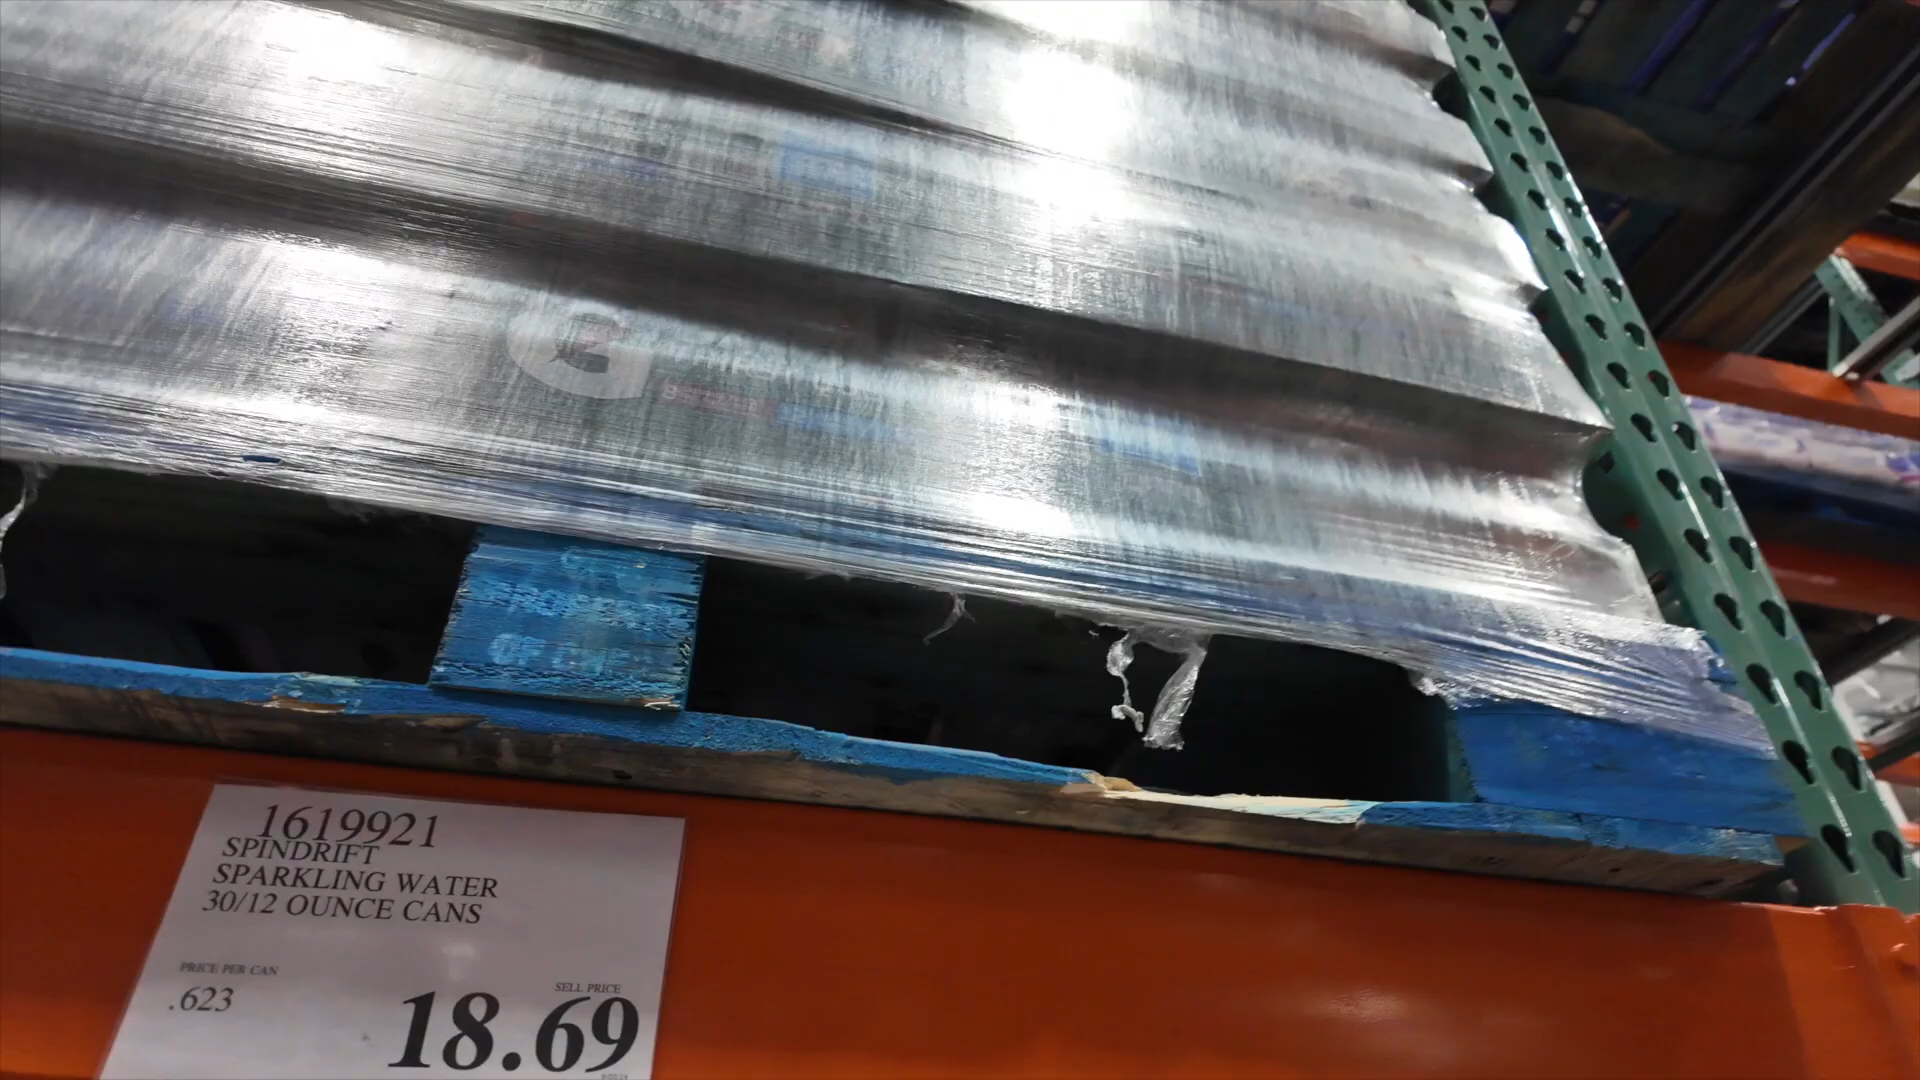 G
1619921
SPINDRIFT
SPARKLING WATER
30/12 OUNCE CANS
PRICE PER CAN
.623
SELL PRICE
18.69